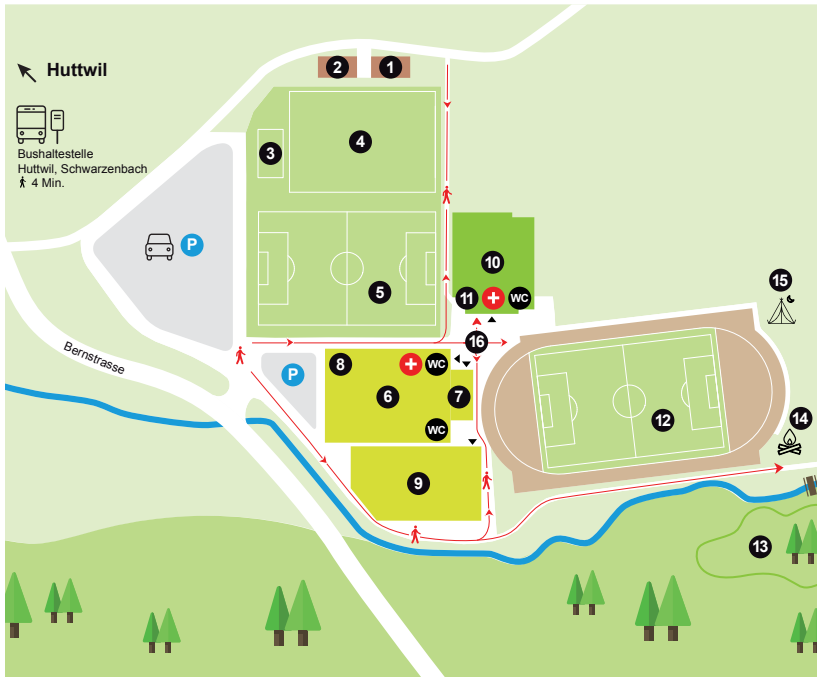 Huttwil
Bushaltestelle
Huttwil, Schwarzenbach
4 Min.
2
1
3
4
P
10
15
5
11
WC
Bernstrasse
16
P
8
WC
6
7
12
14
WC
9
13